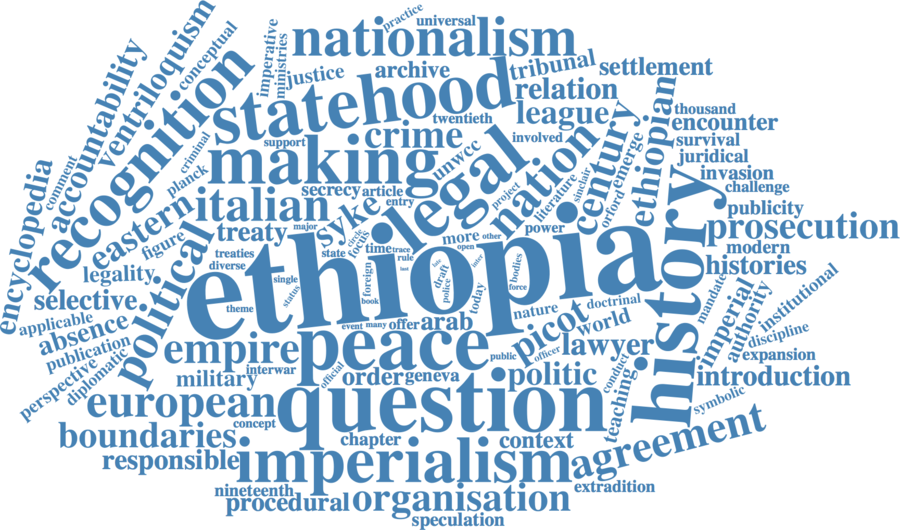 practice
universal
nationalism
conceptual
ventriloquism
accountability
imperative
ministries
justice
archive
tribunal
settlement
recognition
statehood
relation
twentieth
league
thousand
encounter
crime
support
involved
survival
making
unwcc
legal
nation
century
emerge
ethiopian
juridical
invasion
challenge
criminal
planck
comment
encyclopedia
secrecy
article
entry
project
literature
sinclair
orford
eastern
italian
syke
publicity
prosecution
figure
treaty
major
circle
focus
time
trace
more
other
open
power
modern
treaties
state
rule
last
legality
diverse
single
status
foreign
book
draft
police
late
inter
today
bodies
force
histories
history
selective
political
ethiopia
theme
nature
doctrinal
mandate
imperial
authority
institutional
applicable
absence
event
many
offer
arab
picot
world
discipline
publication
empire
peace
public
officer
lawyer
expansion
perspective
diplomatic
interwar
military
official
order
geneva
politic
conduct
teaching
introduction
symbolic
european
concept
question
boundaries
chapter
context
agreement
responsible
imperialism
extradition
nineteenth
procedural
organisation
speculation